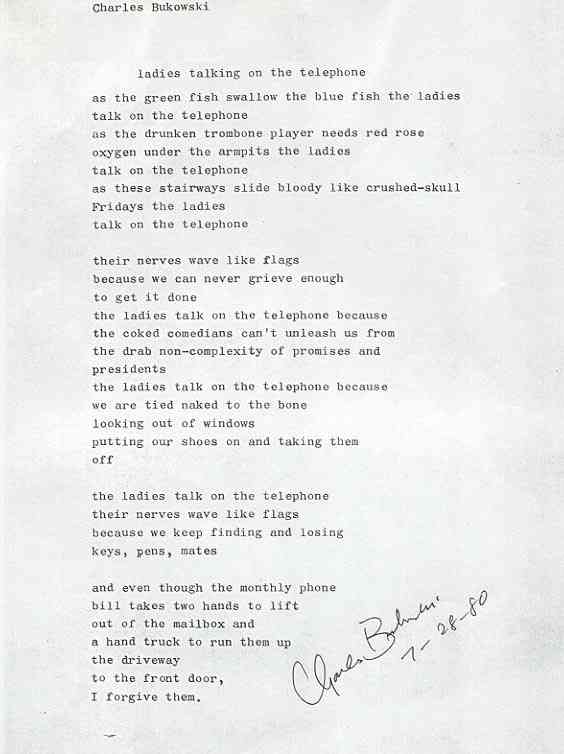 Charles Bukowski
ladies talking on the telephone
as the green fish swallow the blue fish the ladies
talk on the telephone
as the drunken trombone player needs red rose
oxygen under the armpits the ladies
talk on the telephone
as these stairways slide bloody like crushed-skull
Fridays the ladies
talk on the telephone
their nerves wave like flags
because we can never grieve enough
to get it done
the ladies talk on the telephone because
the coked comedians can't unleash us from
the drab non-complexity of promises and
presidents
the ladies talk on the telephone because
we are tied naked to the bone
looking out of windows
putting our shoes on and taking them
off
the ladies talk on the telephone
their nerves wave like flags
because we keep finding and losing
keys, pens, mates
and even though the monthly phone
bill takes two hands to lift
out of the mailbox and
a hand truck to run them up
the driveway
to the front door,
I forgive them.
Charles Bukowski
7-28-80